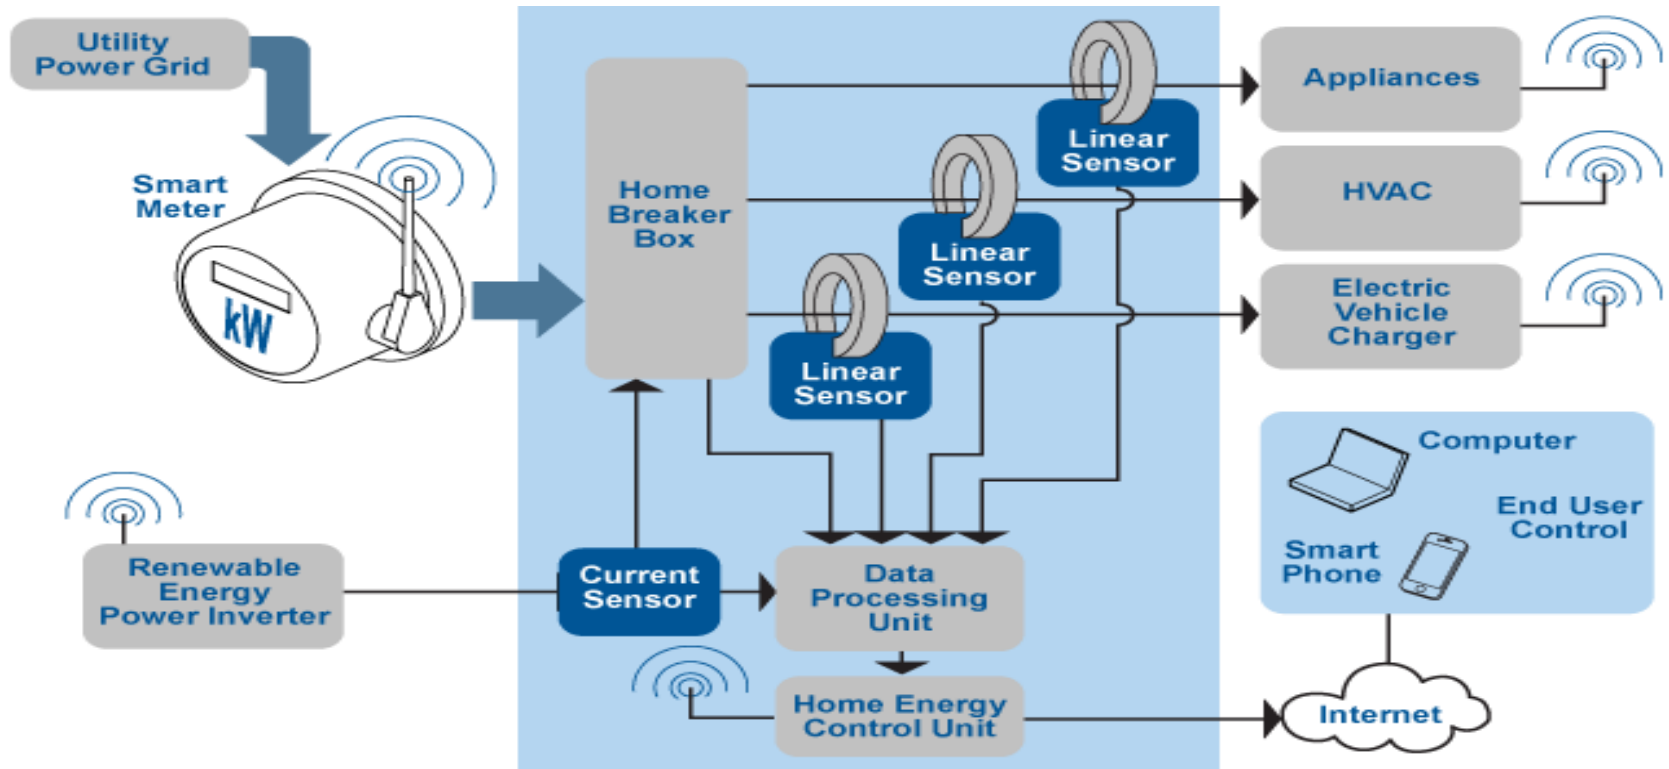 Utility
Power Grid
Smart
Meter
kW
Home
Breaker
Box
Linear
Sensor
Linear
Sensor
Linear
Sensor
Appliances
HVAC
Electric
Vehicle
Charger
Computer
End User
Control
Smart
Phone
Renewable
Energy
Power Inverter
Current
Sensor
Data
Processing
Unit
Home Energy
Control Unit
Internet